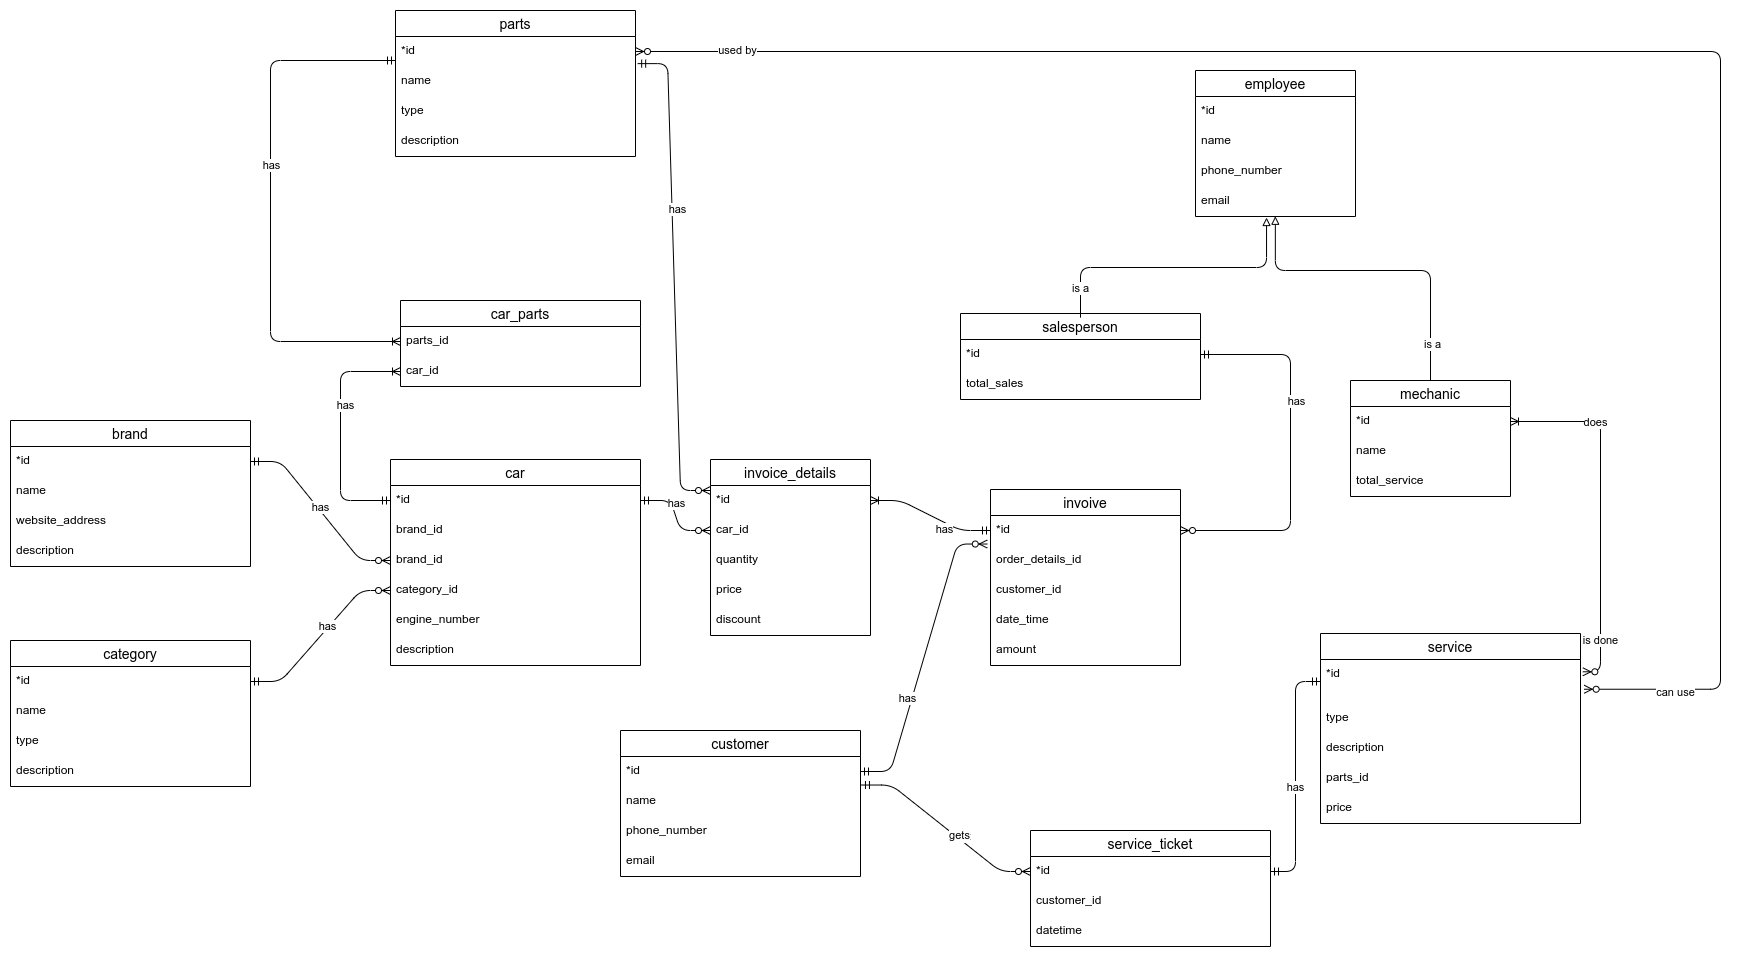 parts
*id
name
type
description
used by
has
has
employee
*id
name
phone_number
email
is a
is a
car_parts
parts_id
car_id
has
salesperson
*id
total_sales
has
mechanic
*id
name
total_service
does
is done
brand
*id
name
website_address
description
has
car
*id
brand_id
brand_id
category_id
engine_number
description
has
invoice_details
*id
car_id
quantity
price
discount
has
invoive
*id
order_details_id
customer_id
date_time
amount
has
category
*id
name
type
description
has
service
*id
type
description
parts_id
price
can use
has
customer
*id
name
phone_number
email
gets
service_ticket
*id
customer_id
datetime